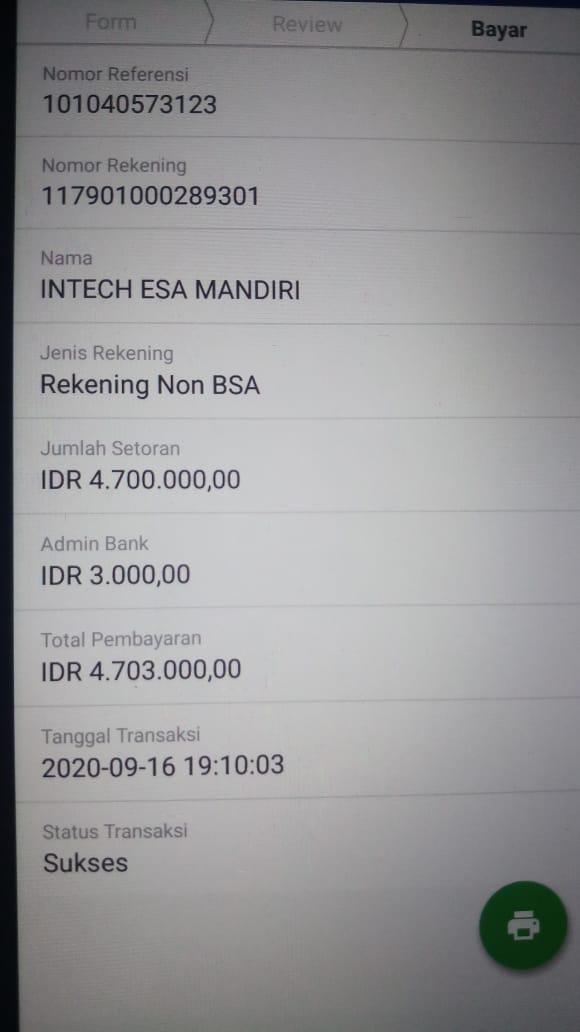 Form
Review
Bayar
Nomor Referensi
101040573123
Nomor Rekening
117901000289301
Nama
INTECH ESA MANDIRI
Jenis Rekening
Rekening Non BSA
Jumlah Setoran
IDR 4.700.000,00
Admin Bank
IDR 3.000,00
Total Pembayaran
IDR 4.703.000,00
Tanggal Transaksi
2020-09-16 19:10:03
Status Transaksi
Sukses